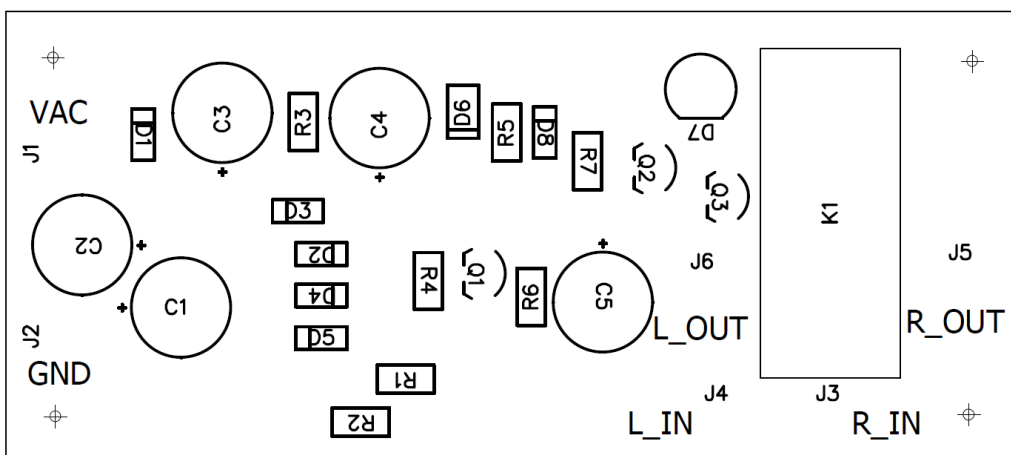 VAC
J1
D1
C3
R3
C4
D6
R5
D8
R7
D7
Q2
Q3
K1
D3
C2
D2
C1
D4
D5
R4
Q1
R9
C5
J6
J5
J2
GND
L_OUT
R_OUT
R1
R2
J4
J3
L_IN
R_IN